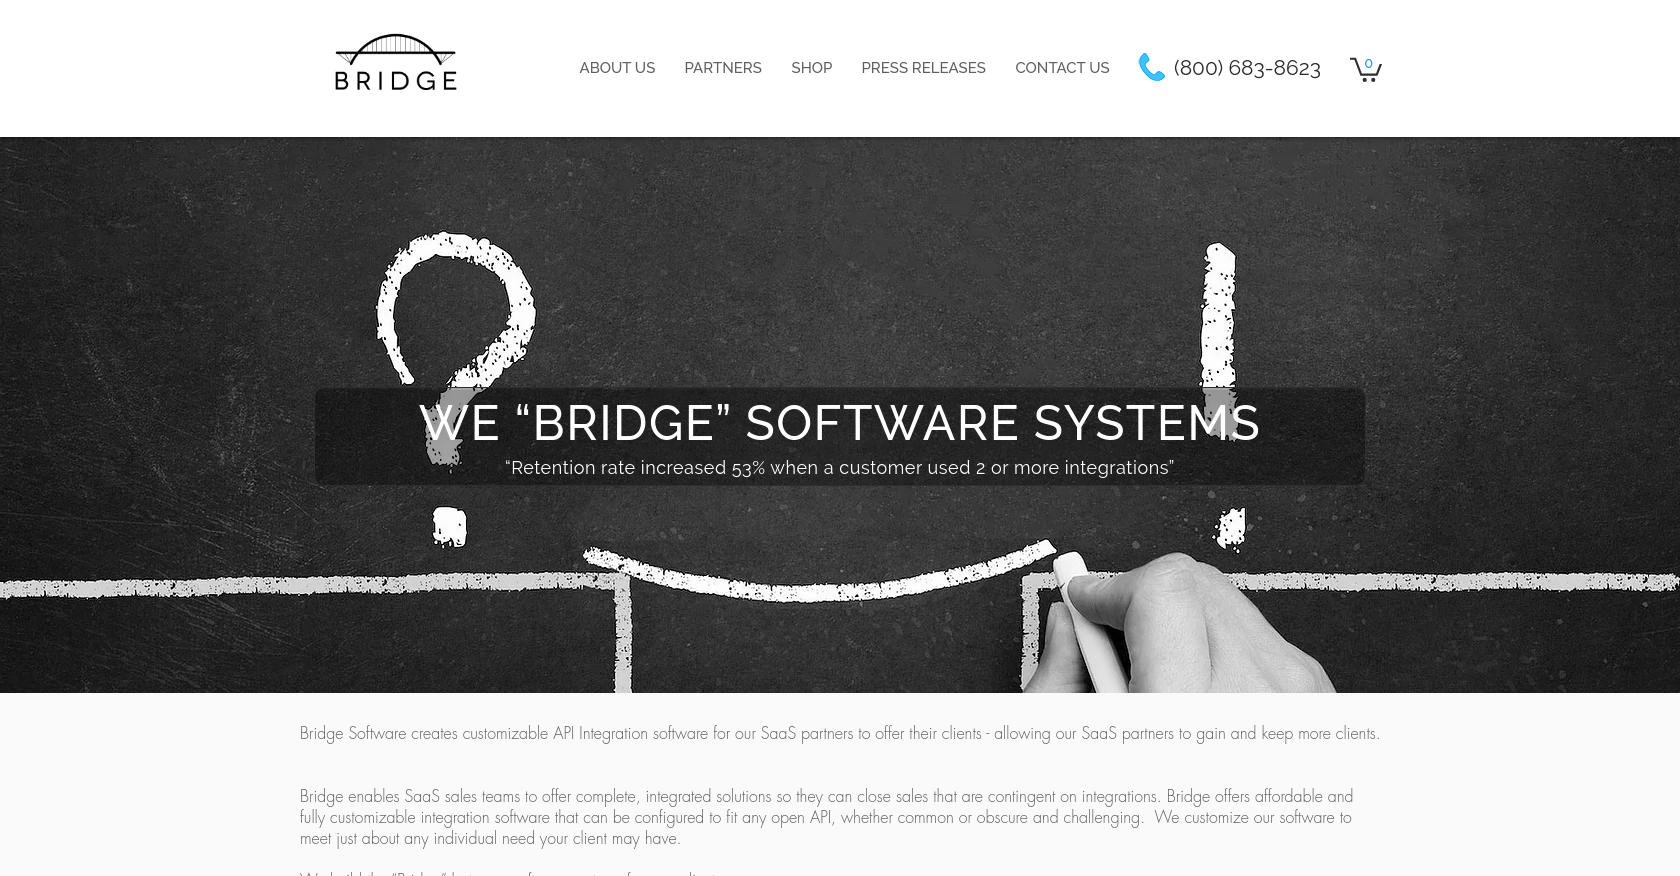 BRIDGE
ABOUT US
PARTNERS
SHOP
PRESS RELEASES
CONTACT US
(800) 683-8623
0
WE “BRIDGE” SOFTWARE SYSTEMS
“Retention rate increased 53% when a customer used 2 or more integrations”
Bridge Software creates customizable API Integration software for our SaaS partners to offer their clients - allowing our SaaS partners to gain and keep more clients.
Bridge enables SaaS sales teams to offer complete, integrated solutions so they can close sales that are contingent on integrations. Bridge offers affordable and
fully customizable integration software that can be configured to fit any open API, whether common or obscure and challenging.  We customize our software to
meet just about any individual need your client may have.